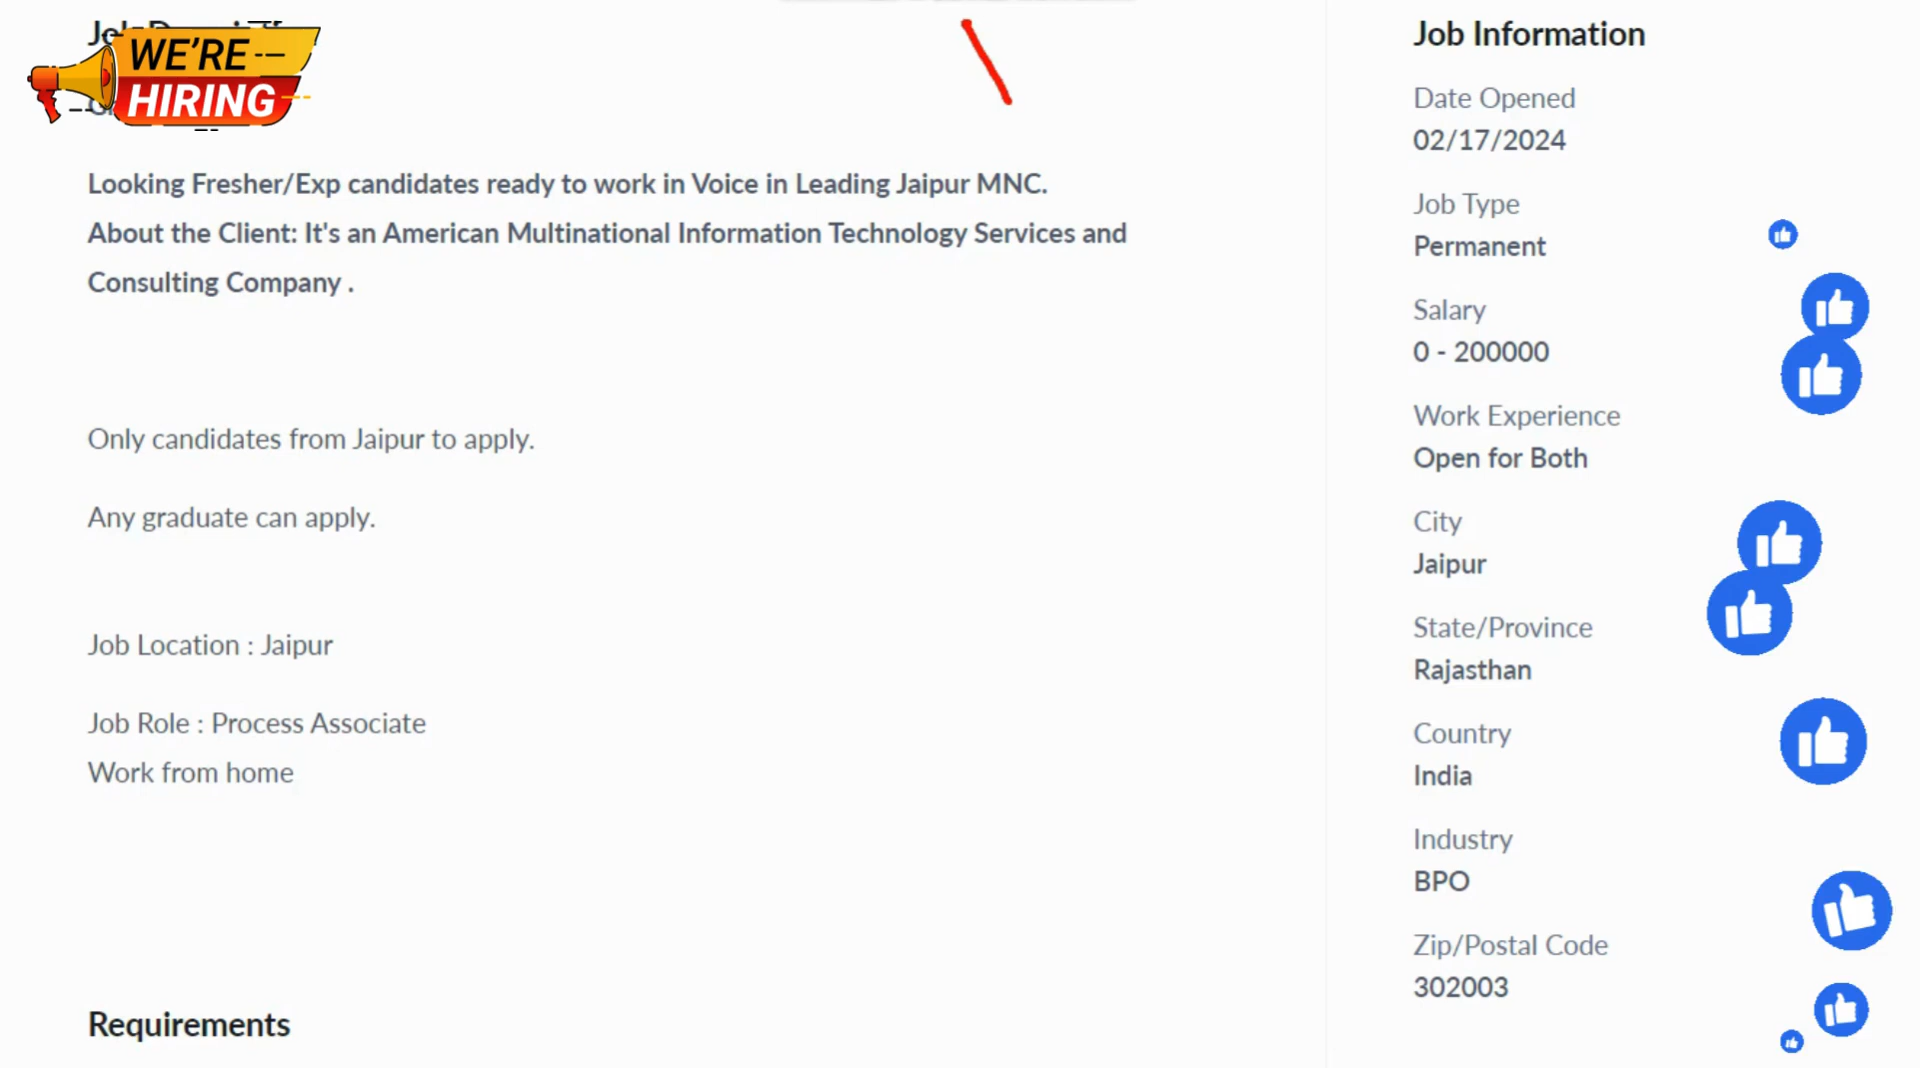 WE'RE
HIRING
Looking Fresher/Exp candidates ready to work in Voice in Leading Jaipur MNC.
About the Client: It's an American Multinational Information Technology Services and
Consulting Company .
Only candidates from Jaipur to apply.
Any graduate can apply.
Job Location : Jaipur
Job Role : Process Associate
Work from home
Requirements
Job Information
Date Opened
02/17/2024
Job Type
Permanent
Salary
0 - 200000
Work Experience
Open for Both
City
Jaipur
State/Province
Rajasthan
Country
India
Industry
BPO
Zip/Postal Code
302003